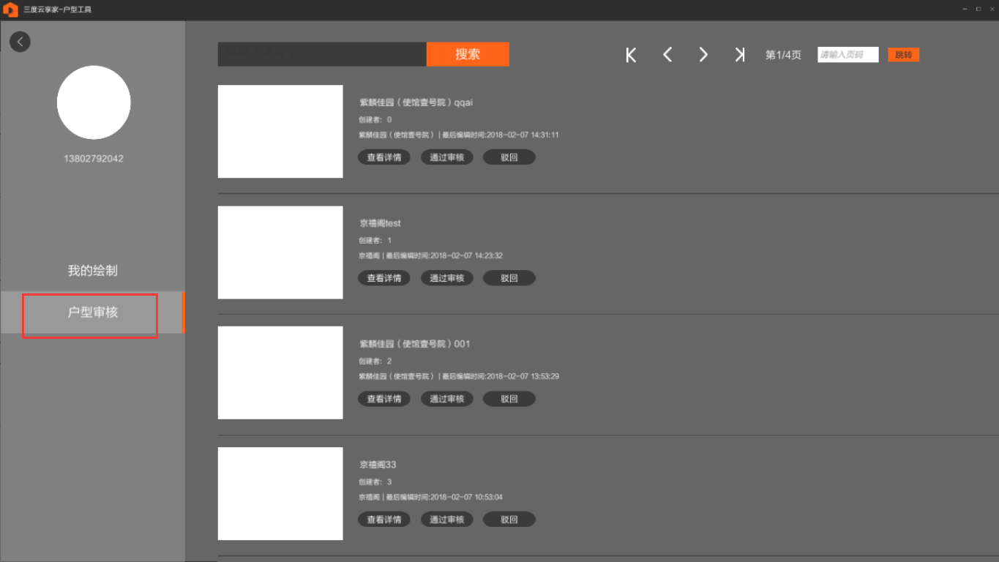 三度云享家-户型工具
13802792042
我的绘制
户型审核
请输入关键字
搜索
第1/4页
请输入页码
跳转
紫麟佳园（使馆壹号院）qqai
创建者： 0
紫麟佳园（使馆壹号院） | 最后编辑时间:2018-02-07 14:31:11
查看详情 通过审核 驳回
京禧阁test
创建者： 1
京禧阁 | 最后编辑时间:2018-02-07 14:23:32
查看详情 通过审核 驳回
紫麟佳园（使馆壹号院）001
创建者： 2
紫麟佳园（使馆壹号院） | 最后编辑时间:2018-02-07 13:53:29
查看详情 通过审核 驳回
京禧阁33
创建者： 3
京禧阁 | 最后编辑时间:2018-02-07 10:53:04
查看详情 通过审核 驳回